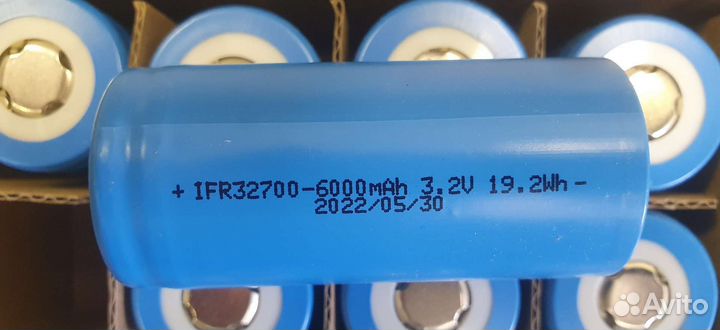 + IFR32700-6000mAh 3.2V 19.2Wh -
2022/05/30
Avito